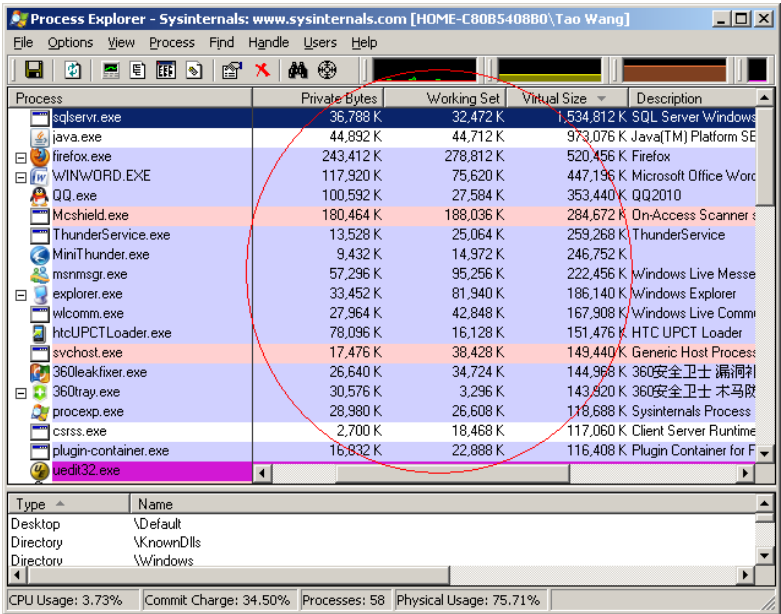 Process Explorer - Sysinternals: www.sysinternals.com [HOME-C80B5408BB0\Tao Wang]
File Options View Process Find Handle Users Help
Process Private Bytes Working Set Virtual Size Description
sqlservr.exe 36,788 K 32,472 K 1,534,812 K SQL Server Windows
java.exe 44,892 K 44,712 K 973,076 K Java(TM) Platform SE
firefox.exe 243,412 K 278,812 K 520,456 K Firefox
WINWORD.EXE 117,920 K 75,620 K 447,196 K Microsoft Office Word
QQ.exe 100,592 K 27,584 K 353,440 K QQ2010
Mcshield.exe 180,464 K 188,036 K 284,672 K On-Access Scanner s
ThunderService.exe 13,528 K 25,064 K 259,268 K ThunderService
MiniThunder.exe 9,432 K 14,972 K 246,752 K
msnmsgr.exe 57,296 K 95,256 K 222,456 K Windows Live Messe
explorer.exe 33,452 K 81,940 K 186,140 K Windows Explorer
wlcomm.exe 27,964 K 42,848 K 167,908 K Windows Live Commu
htcUPCTLoader.exe 78,096 K 16,128 K 151,476 K HTC UPCT Loader
svchost.exe 17,476 K 38,428 K 149,440 K Generic Host Process
360leakfixer.exe 26,640 K 34,724 K 144,968 K 360安全卫士 漏洞补
360tray.exe 30,576 K 3,296 K 143,920 K 360安全卫士 木马防
procexp.exe 28,980 K 26,608 K 118,688 K Sysinternals Process
csrss.exe 2,700 K 18,468 K 117,060 K Client Server Runtime
plugin-container.exe 16,832 K 22,888 K 116,408 K Plugin Container for F
uedit32.exe
Type Name
Desktop \Default
Directory \KnownDlls
Directory \Windows
CPU Usage: 3.73% Commit Charge: 34.50% Processes: 58 Physical Usage: 75.71%